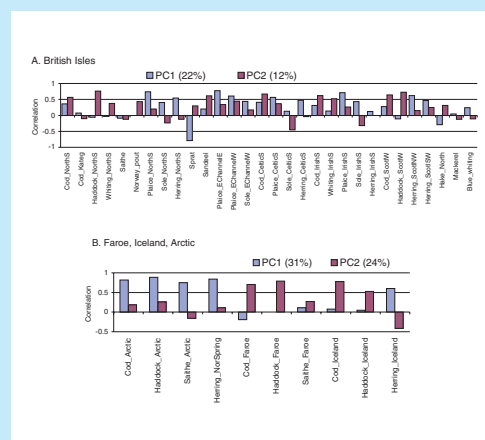 A. British Isles
PC1 (22%) PC2 (12%)
Correlation
1
0.5
0
-0.5
-1
Cod_NorthS
Cod_Kateg
Haddock_NorthS
Whiting_NorthS
Saithe
Norway_pout
Plaice_NorthS
Sole_NorthS
Herring_NorthS
Sprat
Sandeel
Plaice_EChannelE
Plaice_EChannelW
Sole_EChannelW
Cod_CelticS
Plaice_CelticS
Sole_CelticS
Herring_CelticS
Cod_IrishS
Whiting_IrishS
Plaice_IrishS
Sole_IrishS
Herring_IrishS
Cod_ScotW
Haddock_ScotNW
Herring_ScotNW
Herring_ScotSW
Hake_North
Mackerel
Blue_whiting
B. Faroe, Iceland, Arctic
PC1 (31%) PC2 (24%)
Correlation
1
0.5
0
-0.5
Cod_Arctic
Haddock_Arctic
Saithe_Arctic
Herring_NorSpring
Cod_Faroe
Haddock_Faroe
Saithe_Faroe
Cod_Iceland
Haddock_Iceland
Herring_Iceland